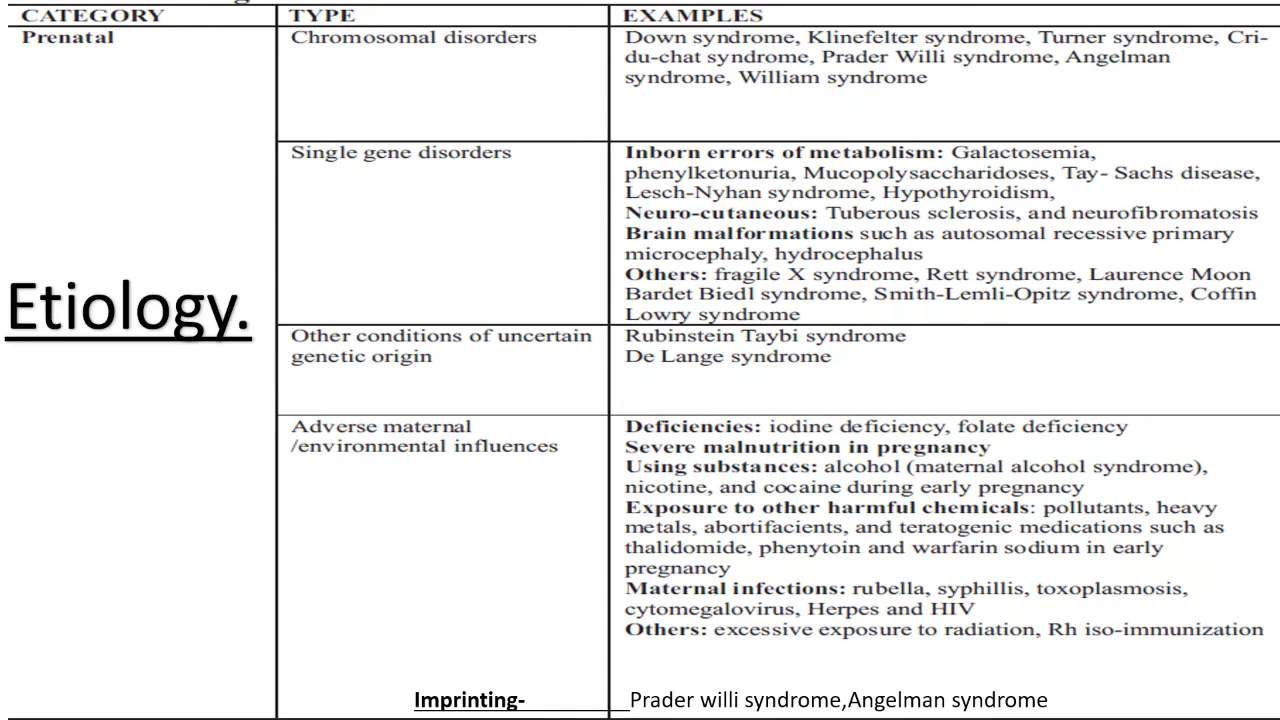 CATEGORY TYPE EXAMPLES
Prenatal
Chromosomal disorders
Down syndrome, Klinefelter syndrome, Turner syndrome, Cri-
du-chat syndrome, Prader Willi syndrome, Angelman
syndrome, William syndrome
Single gene disorders
Inborn errors of metabolism: Galactosemia,
phenylketonuria, Mucopolysaccharidoses, Tay- Sachs disease,
Lesch-Nyhan syndrome, Hypothyroidism,
Neuro-cutaneous: Tuberous sclerosis, and neurofibromatosis
Brain malformations such as autosomal recessive primary
microcephaly, hydrocephalus
Others: fragile X syndrome, Rett syndrome, Laurence Moon
Bardet Biedl syndrome, Smith-Lemli-Opitz syndrome, Coffin
Lowry syndrome
Etiology.
Other conditions of uncertain
genetic origin
Rubinstein Taybi syndrome
De Lange syndrome
Adverse maternal
/environmental influences
Deficiencies: iodine deficiency, folate deficiency
Severe malnutrition in pregnancy
Using substances: alcohol (maternal alcohol syndrome),
nicotine, and cocaine during early pregnancy
Exposure to other harmful chemicals: pollutants, heavy
metals, abortifacients, and teratogenic medications such as
thalidomide, phenytoin and warfarin sodium in early
pregnancy
Maternal infections: rubella, syphillis, toxoplasmosis,
cytomegalovirus, Herpes and HIV
Others: excessive exposure to radiation, Rh iso-immunization
Imprinting- Prader willi syndrome,Angelman syndrome